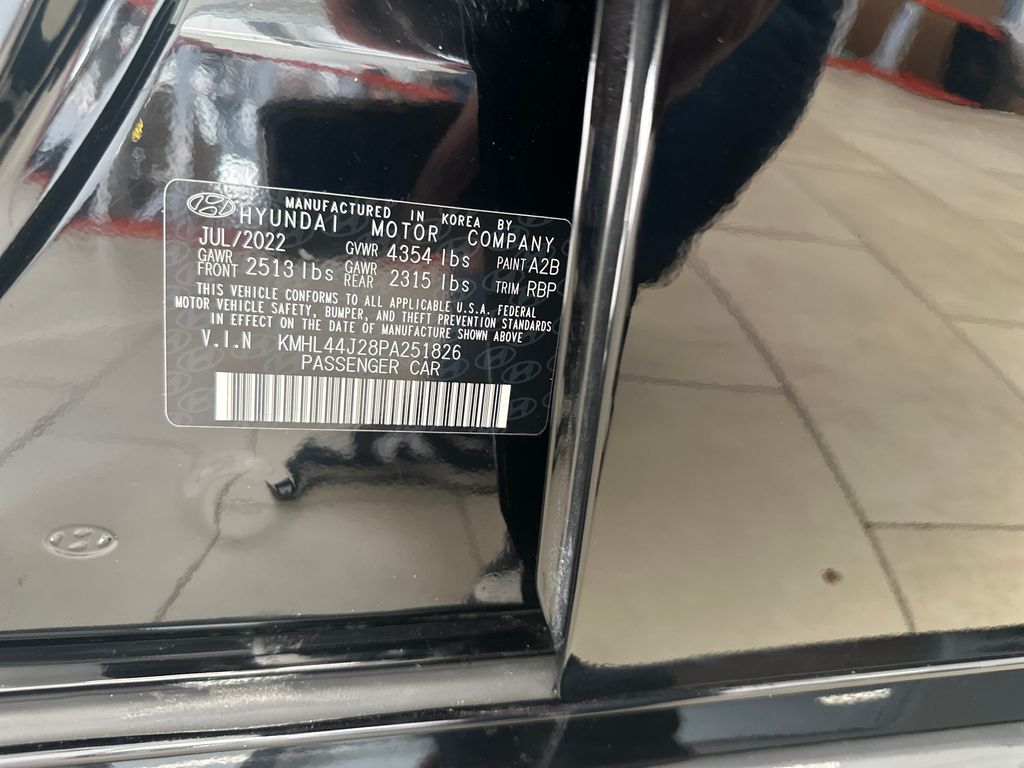 MANUFACTURED IN KOREA BY
HYUNDAI MOTOR COMPANY
JUL/2022 GVWR 4354 lbs PAINT A2B
GAWR FRONT 2513 lbs GAWR REAR 2315 lbs TRIM RBP
THIS VEHICLE CONFORMS TO ALL APPLICABLE U.S.A. FEDERAL
MOTOR VEHICLE SAFETY, BUMPER, AND THEFT PREVENTION STANDARDS
IN EFFECT ON THE DATE OF MANUFACTURE SHOWN ABOVE
V.I.N KMHL44J28PA251826
PASSENGER CAR